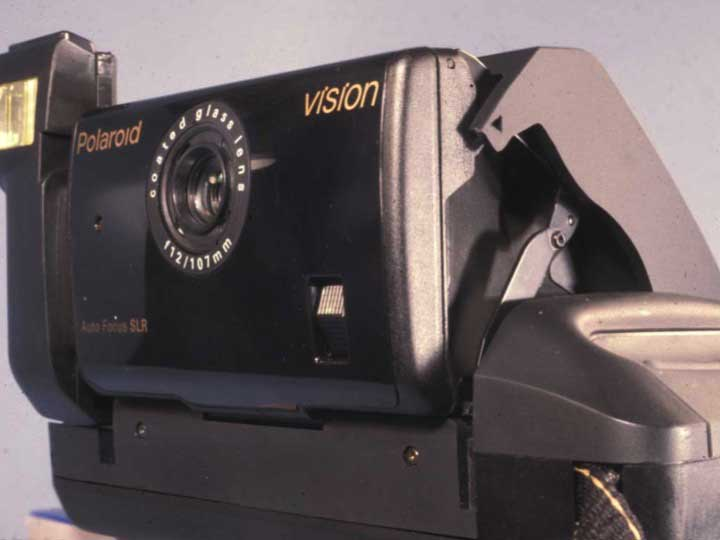 Polaroid
vision
coated glass lens
f12/107mm
Auto Focus SLR